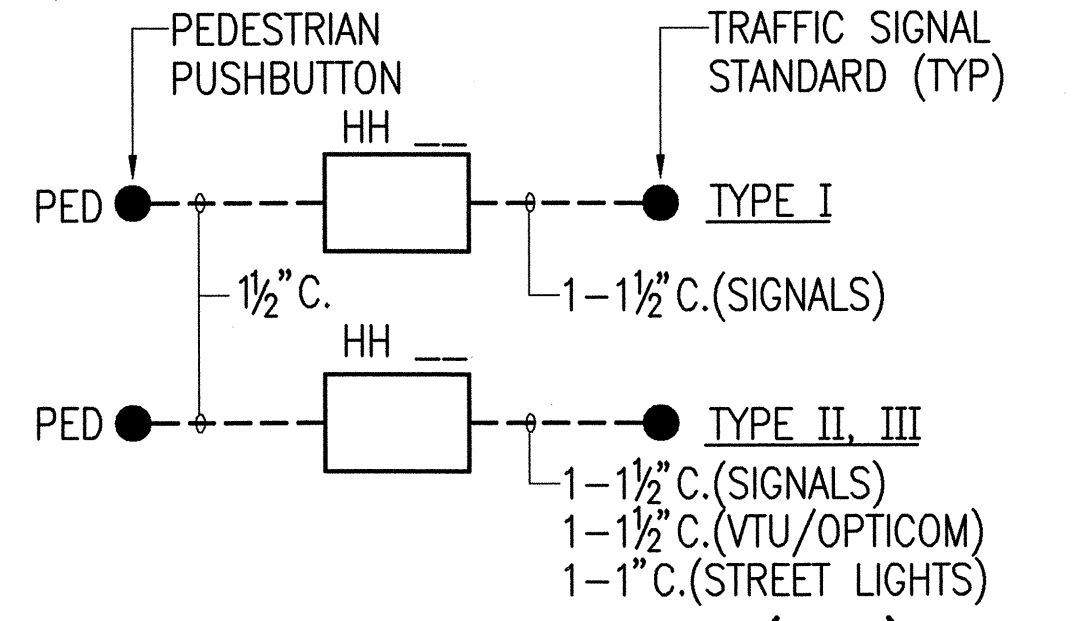 PEDESTRIAN
PUSHBUTTON
TRAFFIC SIGNAL
STANDARD (TYP)
HH __
PED
TYPE I
1½" C.
1-1½" C.(SIGNALS)
HH __
PED
TYPE II, III
1-1½" C.(SIGNALS)
1-1½" C.(VTU/OPTICOM)
1-1" C.(STREET LIGHTS)